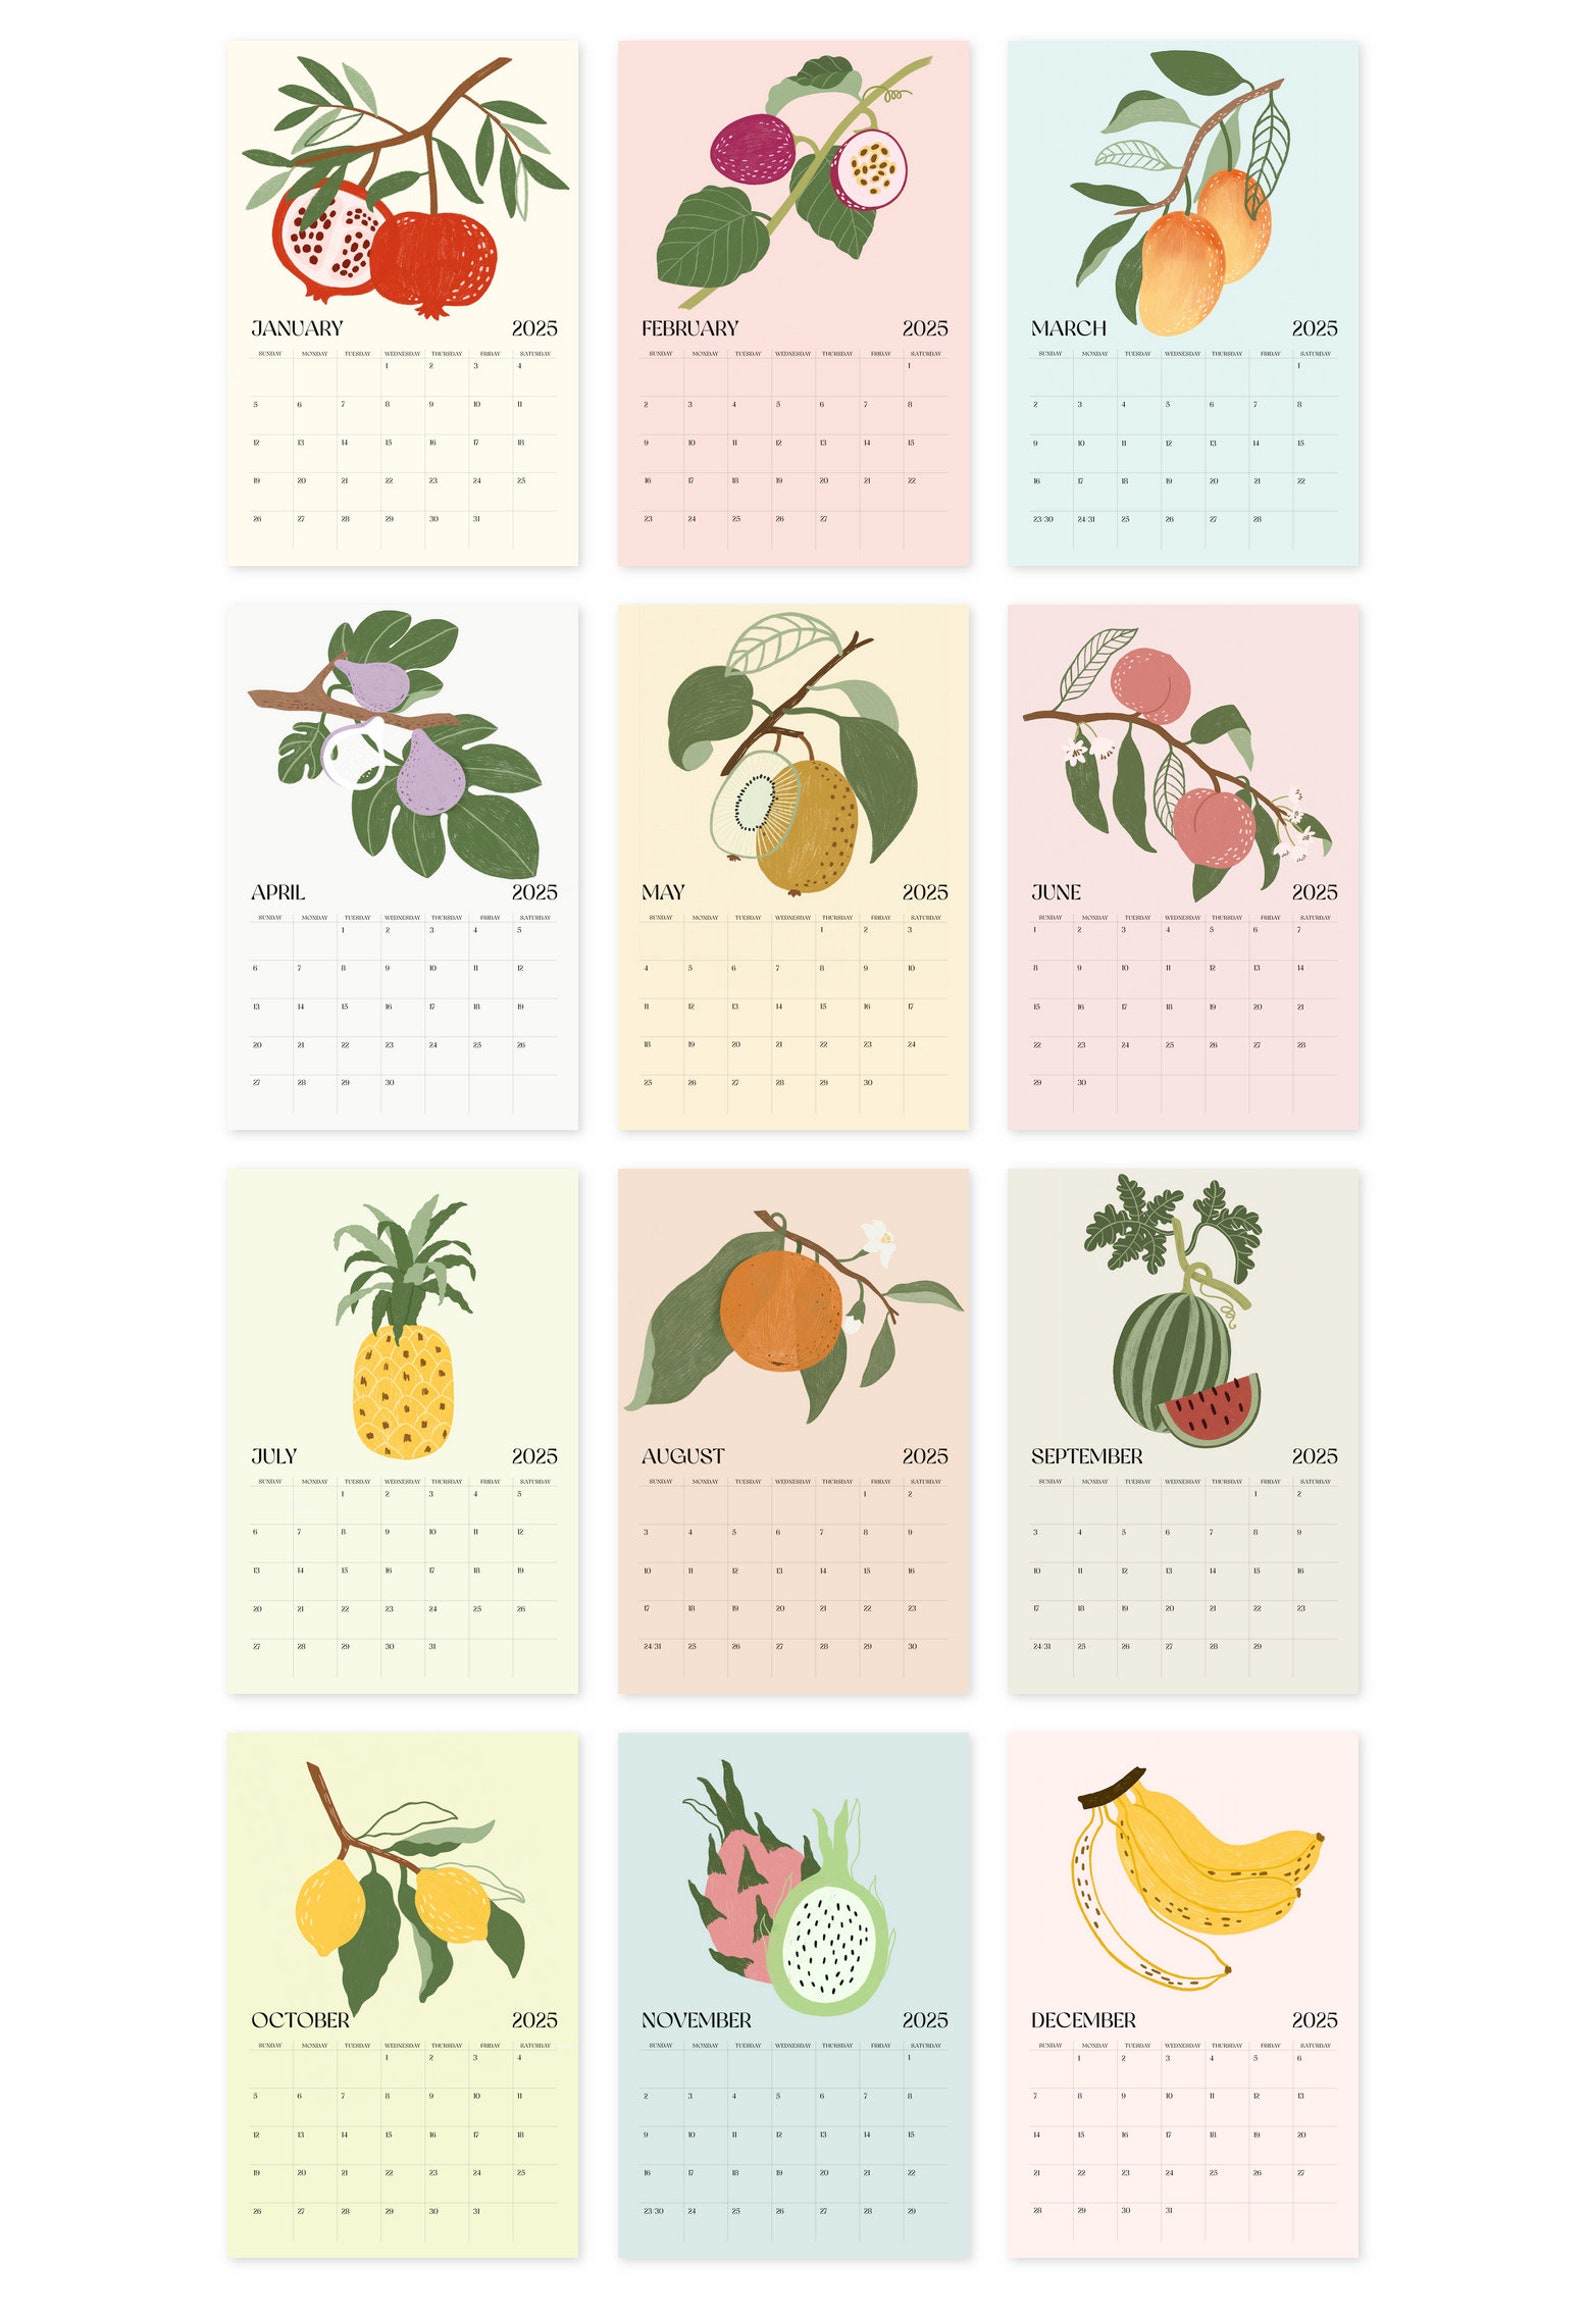 JANUARY 2025
SUNDAY MONDAY TUESDAY WEDNESDAY THURSDAY FRIDAY SATURDAY
1 2 3 4
5 6 7 8 9 10 11
12 13 14 15 16 17 18
19 20 21 22 23 24 25
26 27 28 29 30 31
FEBRUARY 2025
SUNDAY MONDAY TUESDAY WEDNESDAY THURSDAY FRIDAY SATURDAY
1
2 3 4 5 6 7 8
9 10 11 12 13 14 15
16 17 18 19 20 21 22
23 24 25 26 27
MARCH 2025
SUNDAY MONDAY TUESDAY WEDNESDAY THURSDAY FRIDAY SATURDAY
1
2 3 4 5 6 7 8
9 10 11 12 13 14 15
16 17 18 19 20 21 22
23/30 24/31 25 26 27 28
APRIL 2025
SUNDAY MONDAY TUESDAY WEDNESDAY THURSDAY FRIDAY SATURDAY
1 2 3 4 5
6 7 8 9 10 11 12
13 14 15 16 17 18 19
20 21 22 23 24 25 26
27 28 29 30
MAY 2025
SUNDAY MONDAY TUESDAY WEDNESDAY THURSDAY FRIDAY SATURDAY
1 2 3
4 5 6 7 8 9 10
11 12 13 14 15 16 17
18 19 20 21 22 23 24
25 26 27 28 29 30
JUNE 2025
SUNDAY MONDAY TUESDAY WEDNESDAY THURSDAY FRIDAY SATURDAY
1 2 3 4 5 6 7
8 9 10 11 12 13 14
15 16 17 18 19 20 21
22 23 24 25 26 27 28
29 30
JULY 2025
SUNDAY MONDAY TUESDAY WEDNESDAY THURSDAY FRIDAY SATURDAY
1 2 3 4 5
6 7 8 9 10 11 12
13 14 15 16 17 18 19
20 21 22 23 24 25 26
27 28 29 30 31
AUGUST 2025
SUNDAY MONDAY TUESDAY WEDNESDAY THURSDAY FRIDAY SATURDAY
1 2
3 4 5 6 7 8 9
10 11 12 13 14 15 16
17 18 19 20 21 22 23
24/31 25 26 27 28 29 30
SEPTEMBER 2025
SUNDAY MONDAY TUESDAY WEDNESDAY THURSDAY FRIDAY SATURDAY
1 2
3 4 5 6 7 8 9
10 11 12 13 14 15 16
17 18 19 20 21 22 23
24/31 25 26 27 28 29
OCTOBER 2025
SUNDAY MONDAY TUESDAY WEDNESDAY THURSDAY FRIDAY SATURDAY
1 2 3 4
5 6 7 8 9 10 11
12 13 14 15 16 17 18
19 20 21 22 23 24 25
26 27 28 29 30 31
NOVEMBER 2025
SUNDAY MONDAY TUESDAY WEDNESDAY THURSDAY FRIDAY SATURDAY
1
2 3 4 5 6 7 8
9 10 11 12 13 14 15
16 17 18 19 20 21 22
23/30 24 25 26 27 28 29
DECEMBER 2025
SUNDAY MONDAY TUESDAY WEDNESDAY THURSDAY FRIDAY SATURDAY
1 2 3 4 5 6
7 8 9 10 11 12 13
14 15 16 17 18 19 20
21 22 23 24 25 26 27
28 29 30 31